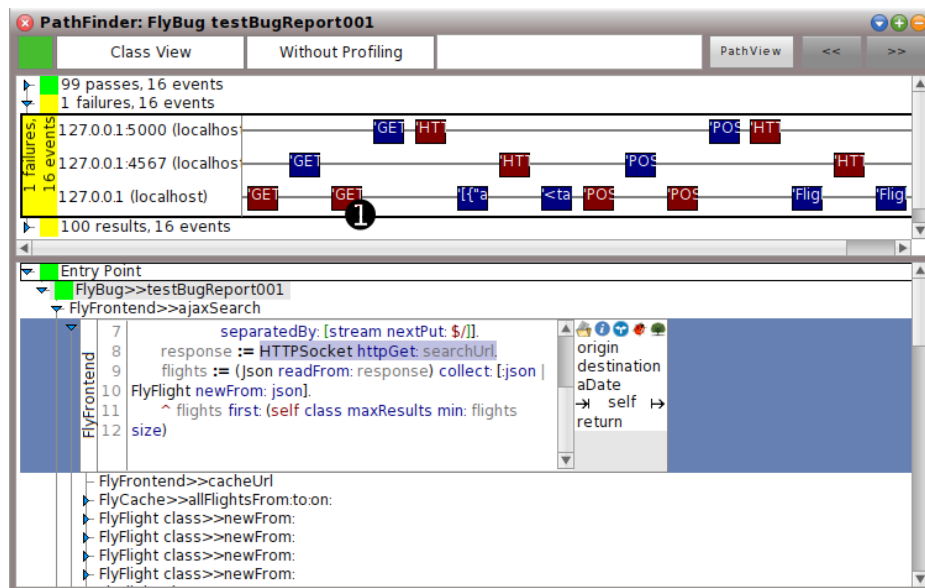 PathFinder: FlyBug testBugReport001
Class View Without Profiling PathView << >>
99 passes, 16 events
1 failures, 16 events
1 failures,
16 events
127.0.0.1:5000 (localhos 'GET 'HTT 'POS 'HTT
127.0.0.1:4567 (localhos 'GET 'HTT 'POS 'HTT
127.0.0.1 (localhost) 'GET 'GET '[{"a '<ta 'POS 'POS 'Fligl 'Fligl
1
100 results, 16 events
Entry Point
FlyBug>>testBugReport001
FlyFrontend>>ajaxSearch
FlyFrontend
7 separatedBy: [stream nextPut: $/]].
8 response := HTTPSocket httpGet: searchUrl.
9 flights := (Json readFrom: response) collect: [:json |
10 FlyFlight newFrom: json].
11 ^ flights first: (self class maxResults min: flights
12 size)
origin
destination
aDate
self
return
FlyFrontend>>cacheUrl
FlyCache>>allFlightsFrom:to:on:
FlyFlight class>>newFrom:
FlyFlight class>>newFrom:
FlyFlight class>>newFrom:
FlyFlight class>>newFrom: